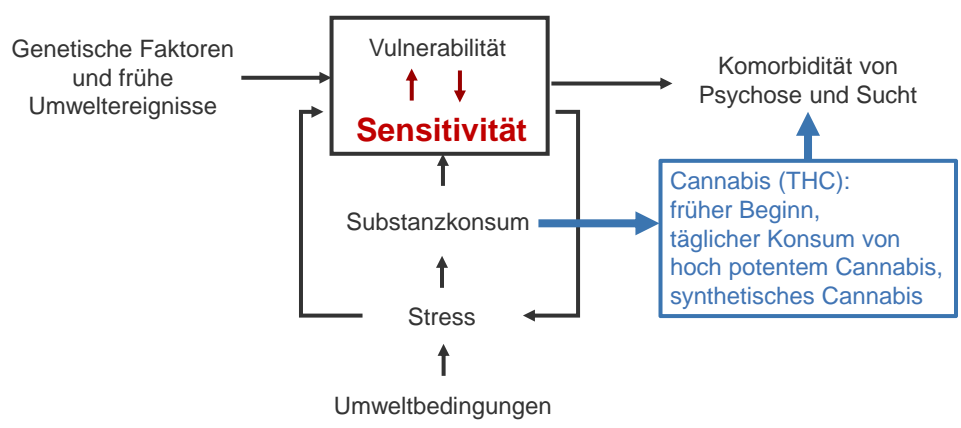 Genetische Faktoren
und frühe
Umweltereignisse
Vulnerabilität
Sensitivität
Komorbidität von
Psychose und Sucht
Substanzkonsum
Cannabis (THC):
früher Beginn,
täglicher Konsum von
hoch potentem Cannabis,
synthetisches Cannabis
Stress
Umweltbedingungen